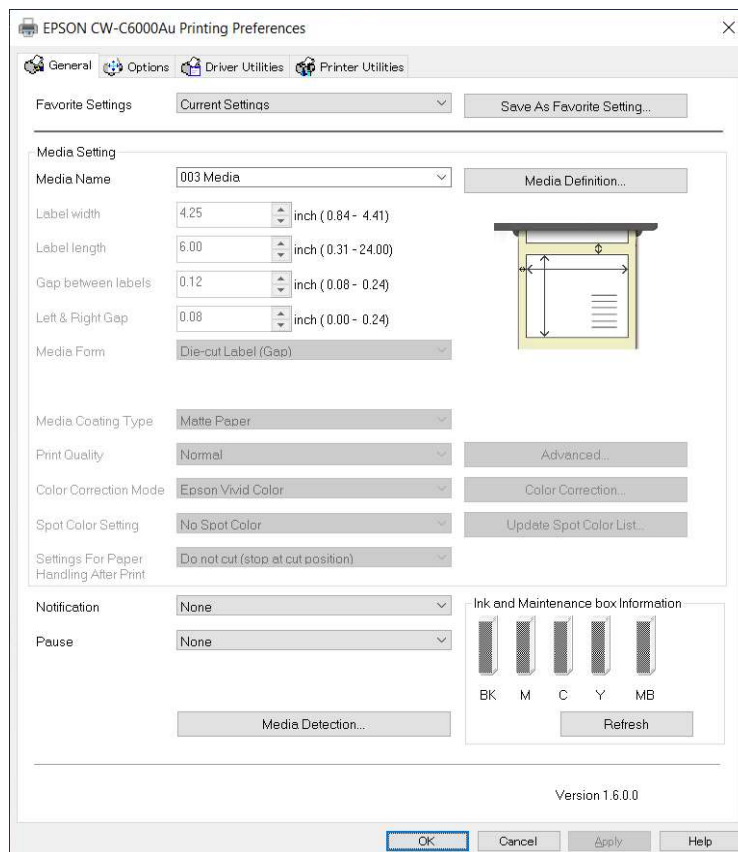 EPSON CW-C6000Au Printing Preferences
General Options Driver Utilities Printer Utilities
Favorite Settings Current Settings Save As Favorite Setting...
Media Setting
Media Name 003 Media Media Definition...
Label width 4.25 inch ( 0.84 - 4.41)
Label length 6.00 inch ( 0.31 - 24.00)
Gap between labels 0.12 inch ( 0.08 - 0.24)
Left & Right Gap 0.08 inch ( 0.00 - 0.24)
Media Form Die-cut Label (Gap)
Media Coating Type Matte Paper
Print Quality Normal Advanced...
Color Correction Mode Epson Vivid Color Color Correction...
Spot Color Setting No Spot Color Update Spot Color List...
Settings For Paper Do not cut (stop at cut position)
Handling After Print
Notification None
Pause None
Ink and Maintenance box Information
BK M C Y MB
Media Detection... Refresh
Version 1.6.0.0
OK Cancel Apply Help